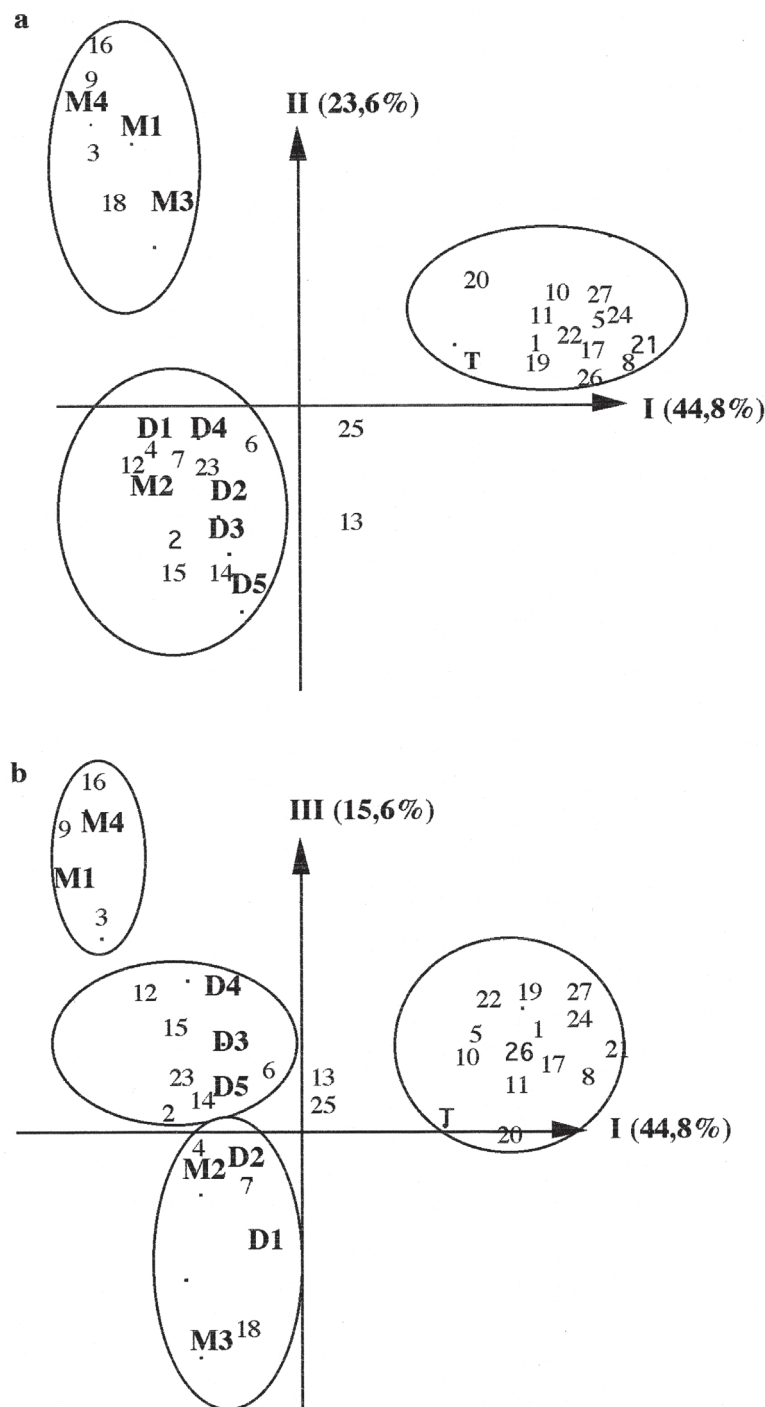 a
16
9
M4
M1
3
18 M3
II (23,6%)
20
10 27
11 5 24
1 22 17 21
T 19 8
26
I (44,8%)
D1 D4 6 25
4
12 7 23
M2 D2
D3 13
2
15 14
D5
b
16
9 M4
M1
3
III (15,6%)
12 D4
15 D3
23 D5 6
2 14
13
25
22 19 27
5 1 24
10 26 17 21
11 8
20
I (44,8%)
4
M2 D2
7
D1
M3 18